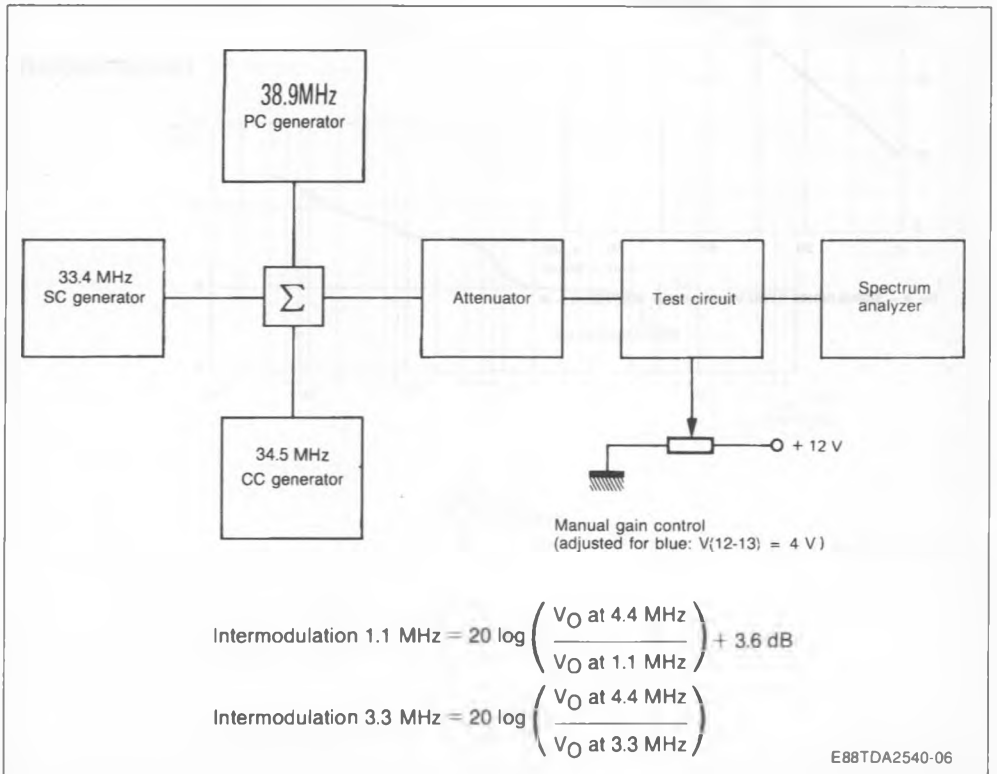 38.9MHz
PC generator
33.4 MHz
SC generator
Σ
Attenuator
Test circuit
Spectrum
analyzer
34.5 MHz
CC generator
+ 12 V
Manual gain control
(adjusted for blue: V(12-13) = 4 V)
Intermodulation 1.1 MHz = 20 log ( VO at 4.4 MHz / VO at 1.1 MHz ) + 3.6 dB
Intermodulation 3.3 MHz = 20 log ( VO at 4.4 MHz / VO at 3.3 MHz )
E88TDA2540-06